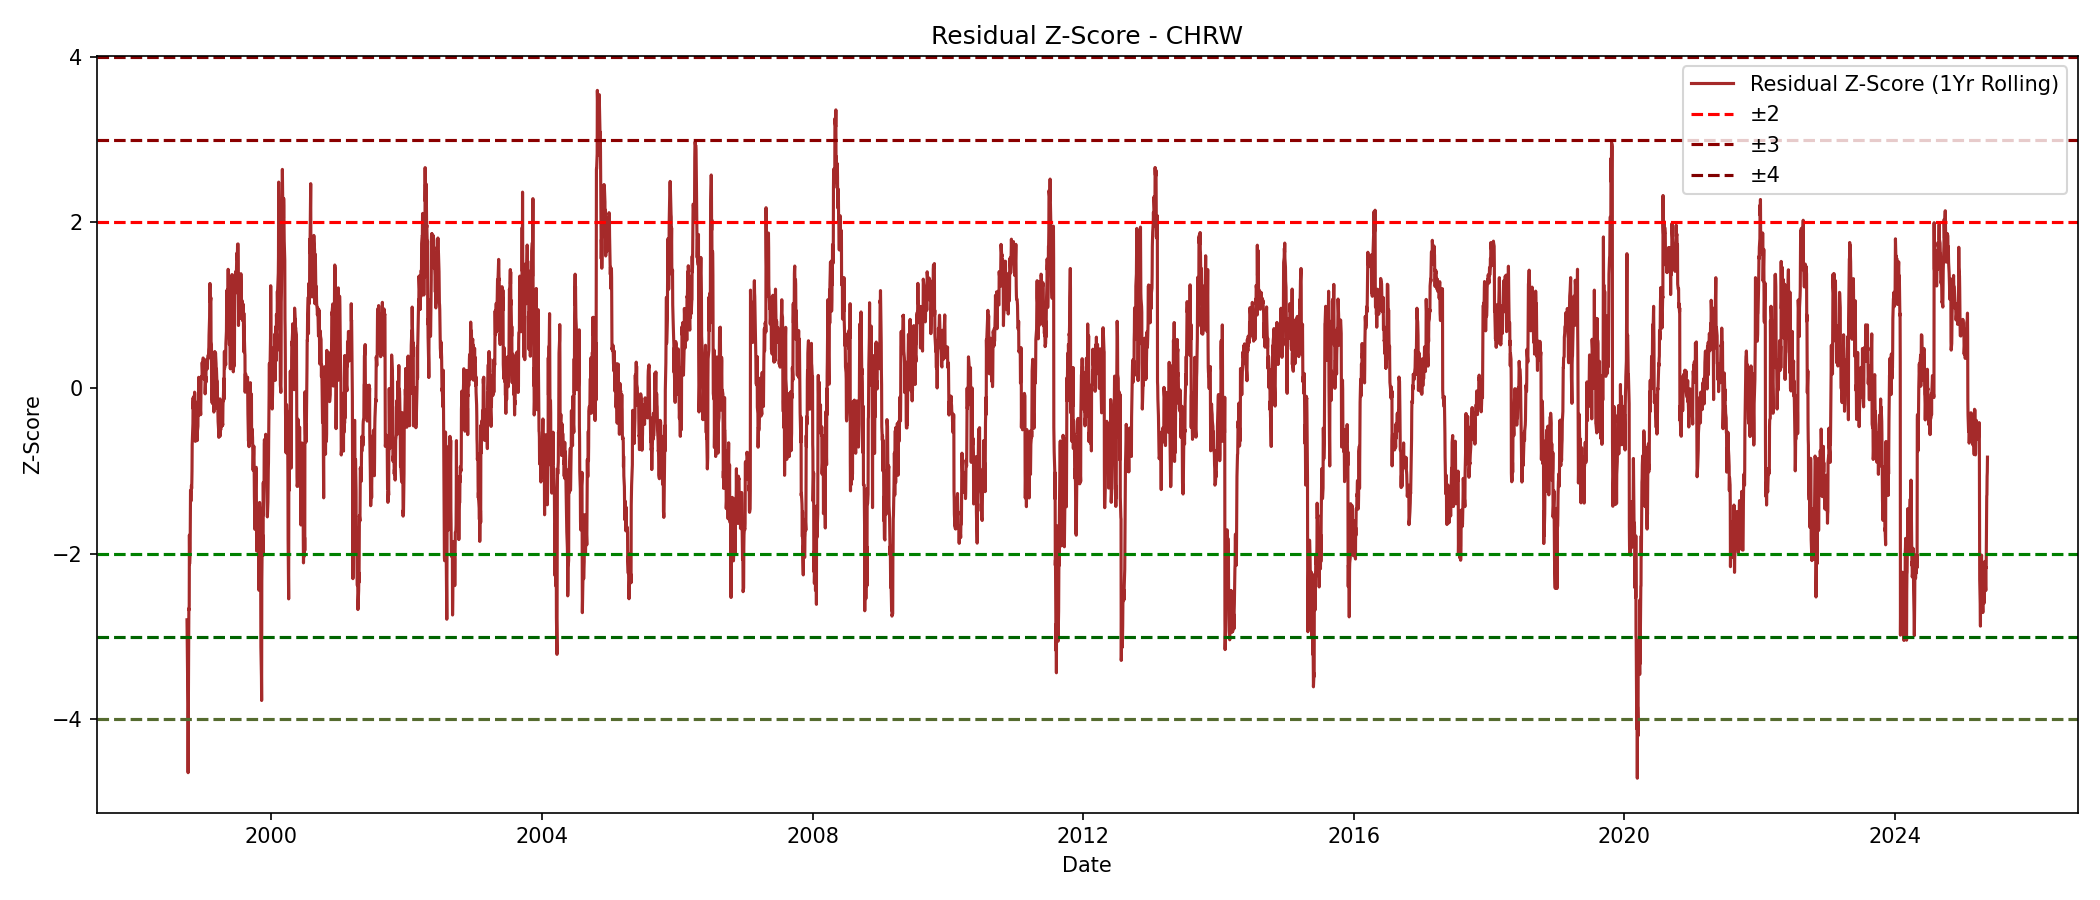 Residual Z-Score - CHRW
4
2
0
−2
−4
Z-Score
Residual Z-Score (1Yr Rolling)
±2
±3
±4
2000 2004 2008 2012 2016 2020 2024
Date